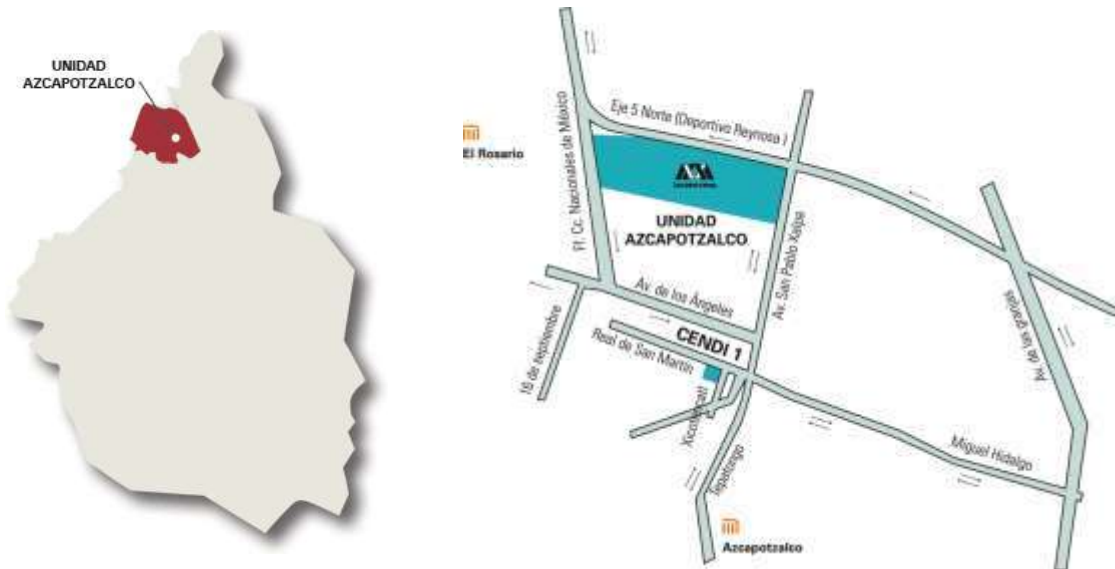 UNIDAD
AZCAPOTZALCO
El Rosario
Ff. Cc. Nacionales de México
Eje 5 Norte (Deportivo Reynosa )
UNIDAD
AZCAPOTZALCO
Av. San Pablo Xalpa
Av. de los Ángeles
CENDI 1
Real de San Martín
16 de septiembre
Xicoténcatl
Tepatongo
Av. de las granjas
Miguel Hidalgo
Azcapotzalco